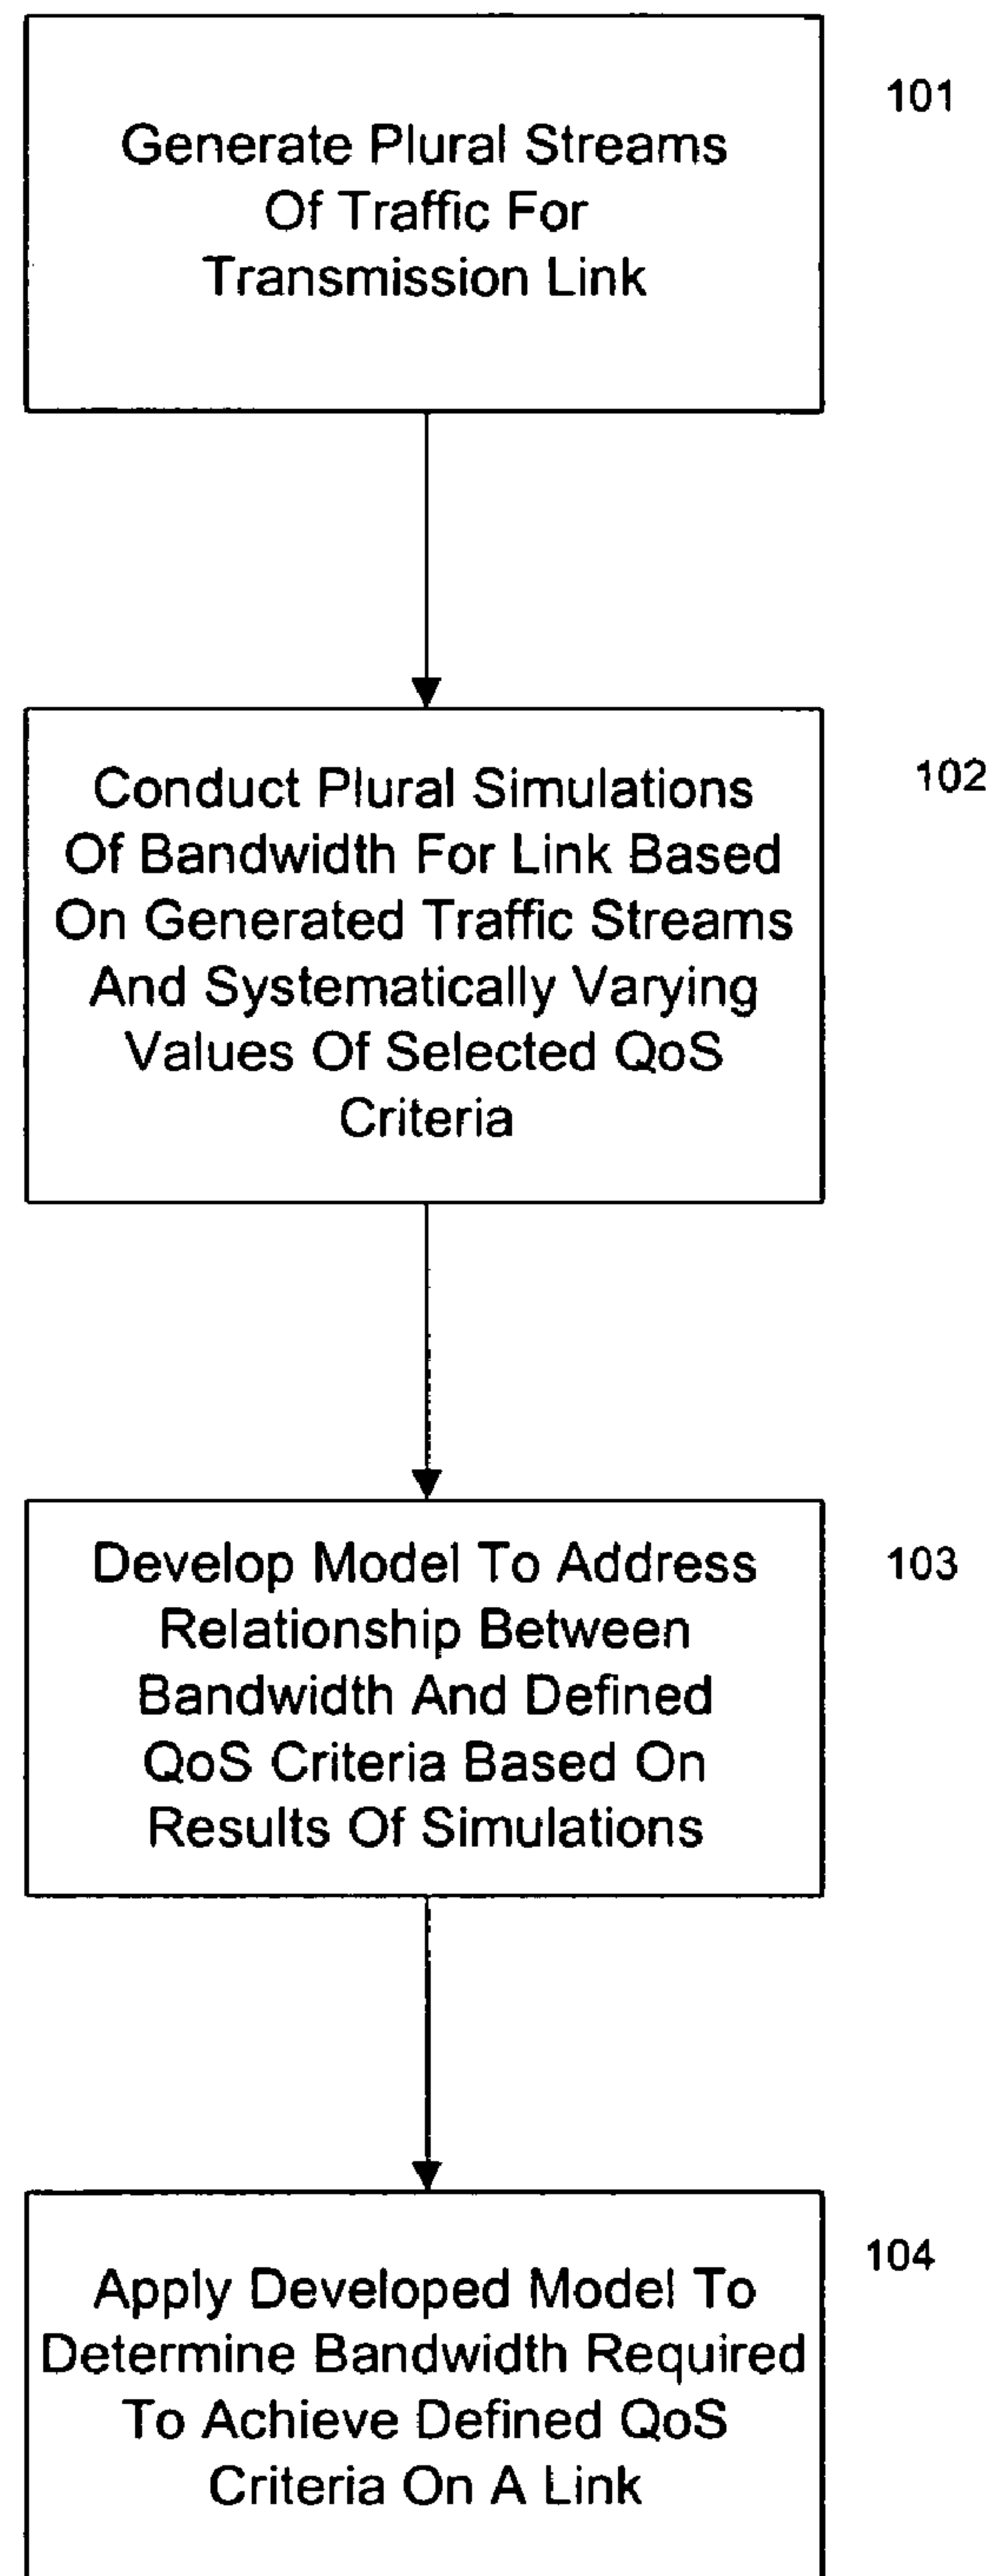 101
Generate Plural Streams
Of Traffic For
Transmission Link
102
Conduct Plural Simulations
Of Bandwidth For Link Based
On Generated Traffic Streams
And Systematically Varying
Values Of Selected QoS
Criteria
103
Develop Model To Address
Relationship Between
Bandwidth And Defined
QoS Criteria Based On
Results Of Simulations
104
Apply Developed Model To
Determine Bandwidth Required
To Achieve Defined QoS
Criteria On A Link